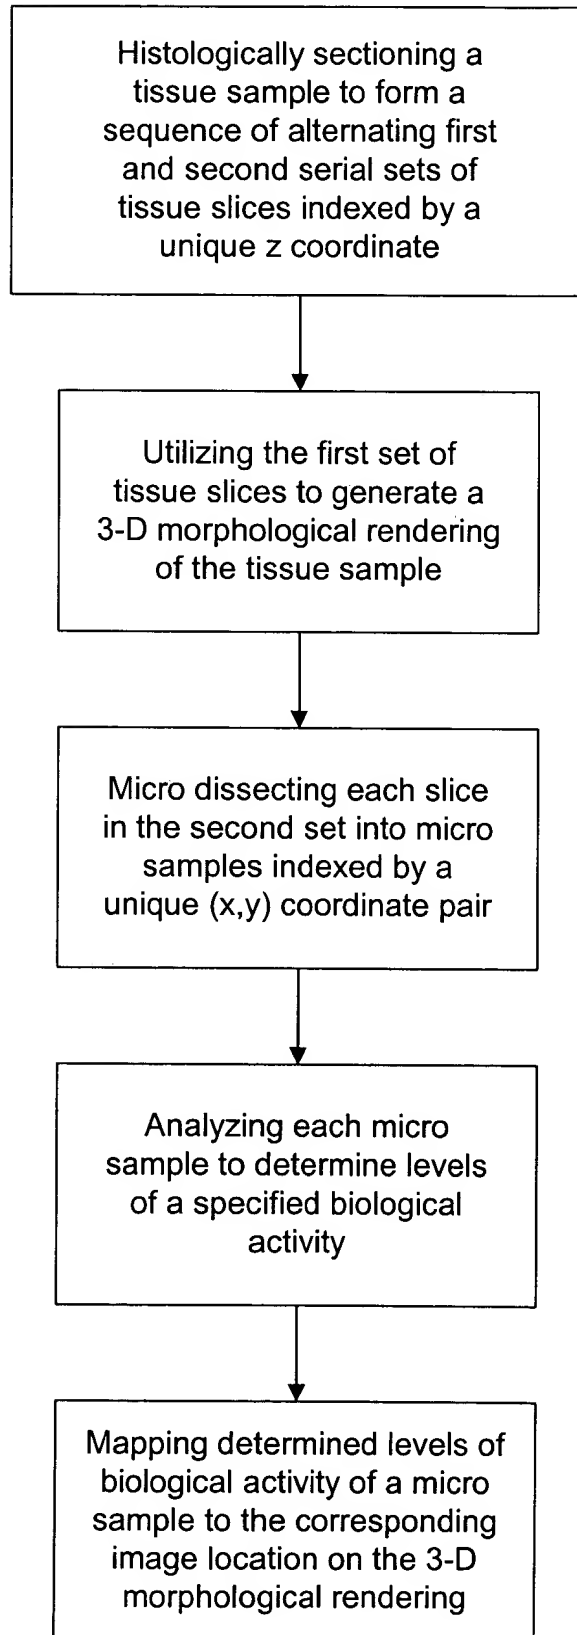 Histologically sectioning a
tissue sample to form a
sequence of alternating first
and second serial sets of
tissue slices indexed by a
unique z coordinate
Utilizing the first set of
tissue slices to generate a
3-D morphological rendering
of the tissue sample
Micro dissecting each slice
in the second set into micro
samples indexed by a
unique (x,y) coordinate pair
Analyzing each micro
sample to determine levels
of a specified biological
activity
Mapping determined levels of
biological activity of a micro
sample to the corresponding
image location on the 3-D
morphological rendering